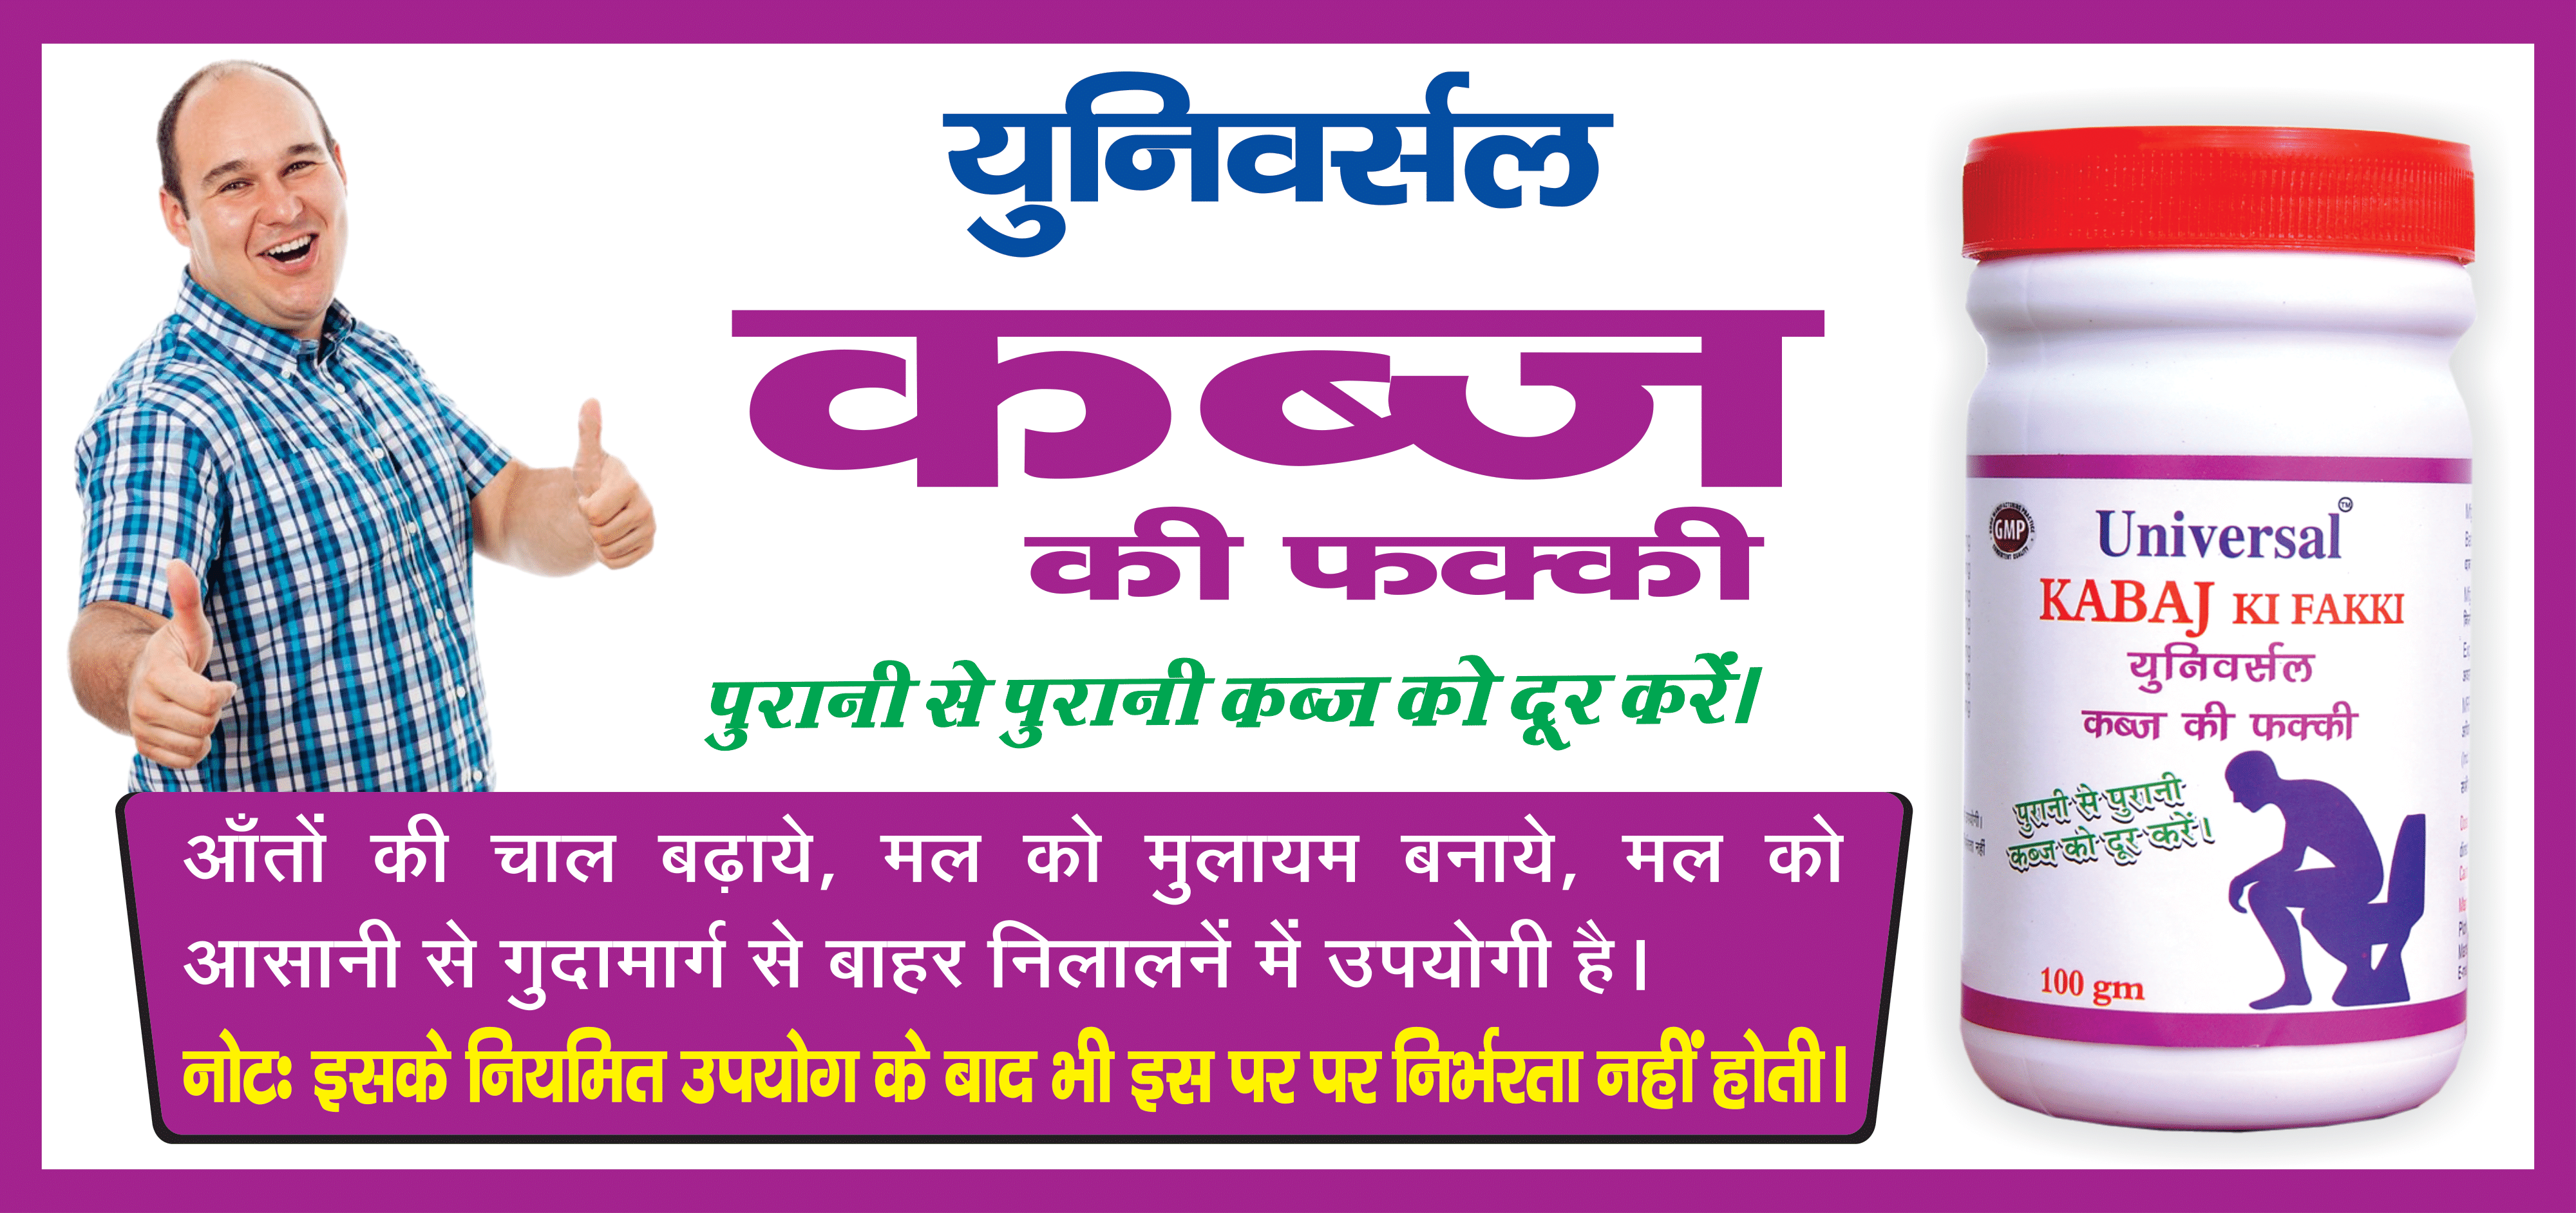 युनिवर्सल
कब्ज
की फक्की
पुरानी से पुरानी कब्ज को दूर करें।
आँतों की चाल बढ़ाये, मल को मुलायम बनाये, मल को
आसानी से गुदामार्ग से बाहर निलालनें में उपयोगी है।
नोटः इसके नियमित उपयोग के बाद भी इस पर पर निर्भरता नहीं होती।
GMP
Universal TM
KABAJ KI FAKKI
युनिवर्सल
कब्ज की फक्की
पुरानी से पुरानी
कब्ज को दूर करें।
100 gm